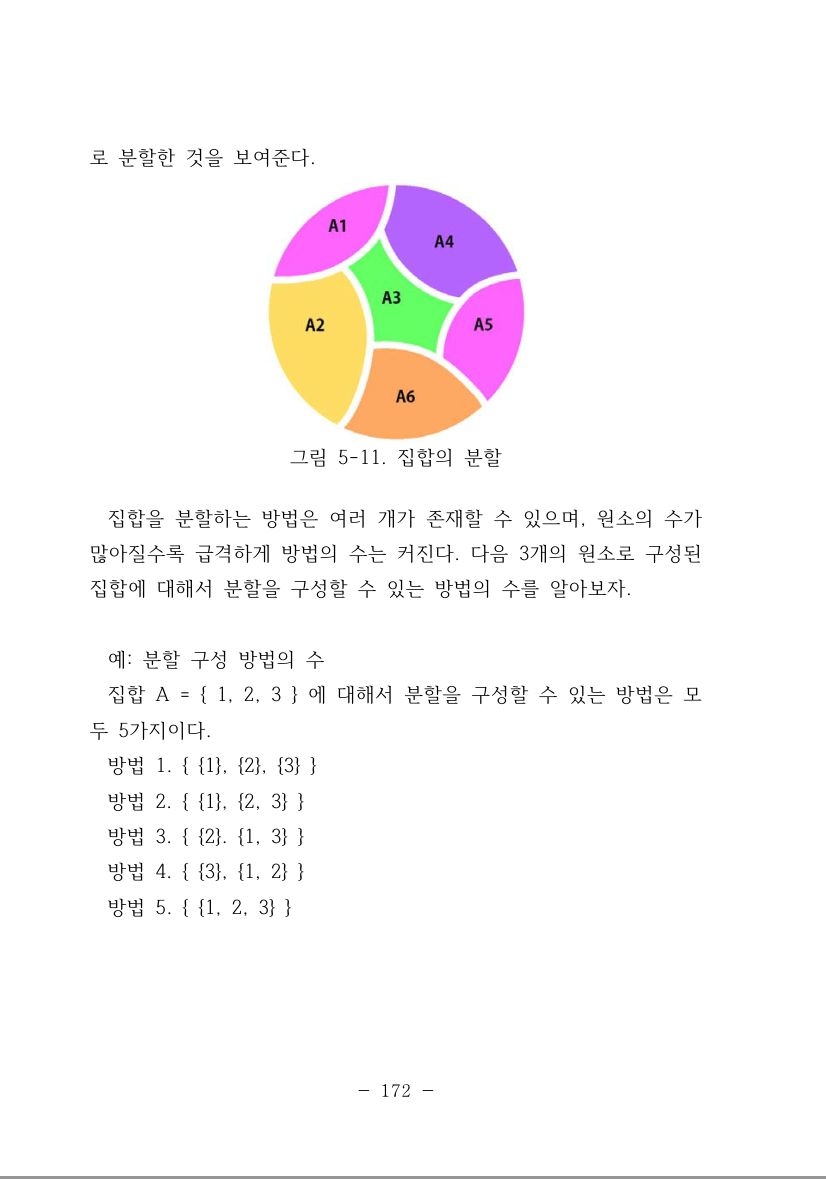 로 분할한 것을 보여준다.
A1
A4
A3
A2
A5
A6
그림 5-11. 집합의 분할
집합을 분할하는 방법은 여러 개가 존재할 수 있으며, 원소의 수가
많아질수록 급격하게 방법의 수는 커진다. 다음 3개의 원소로 구성된
집합에 대해서 분할을 구성할 수 있는 방법의 수를 알아보자.
예: 분할 구성 방법의 수
집합 A = { 1, 2, 3 } 에 대해서 분할을 구성할 수 있는 방법은 모
두 5가지이다.
방법 1. { {1}, {2}, {3} }
방법 2. { {1}, {2, 3} }
방법 3. { {2}. {1, 3} }
방법 4. { {3}, {1, 2} }
방법 5. { {1, 2, 3} }
- 172 -